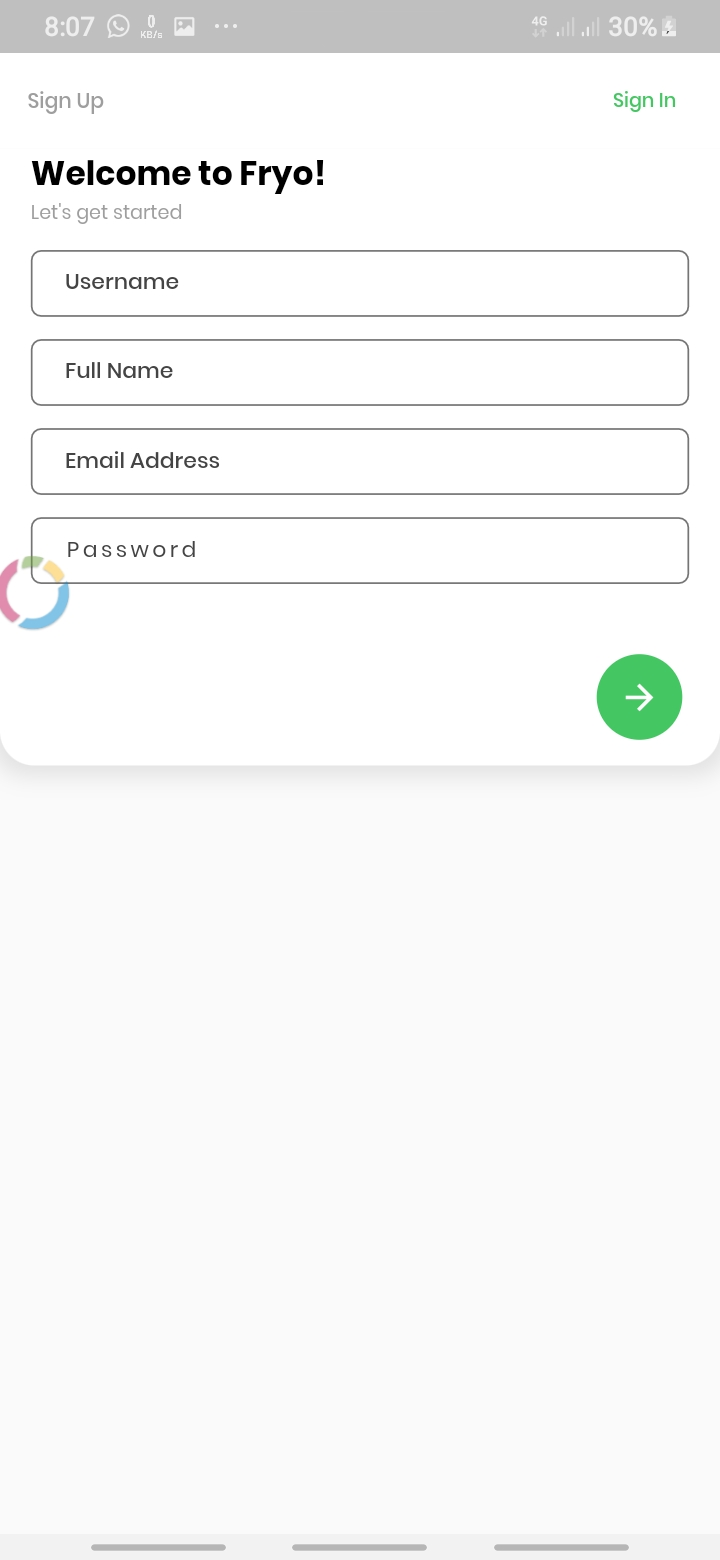 8:07 0 KB/s 4G 30%
Sign Up Sign In
Welcome to Fryo!
Let's get started
Username
Full Name
Email Address
Password